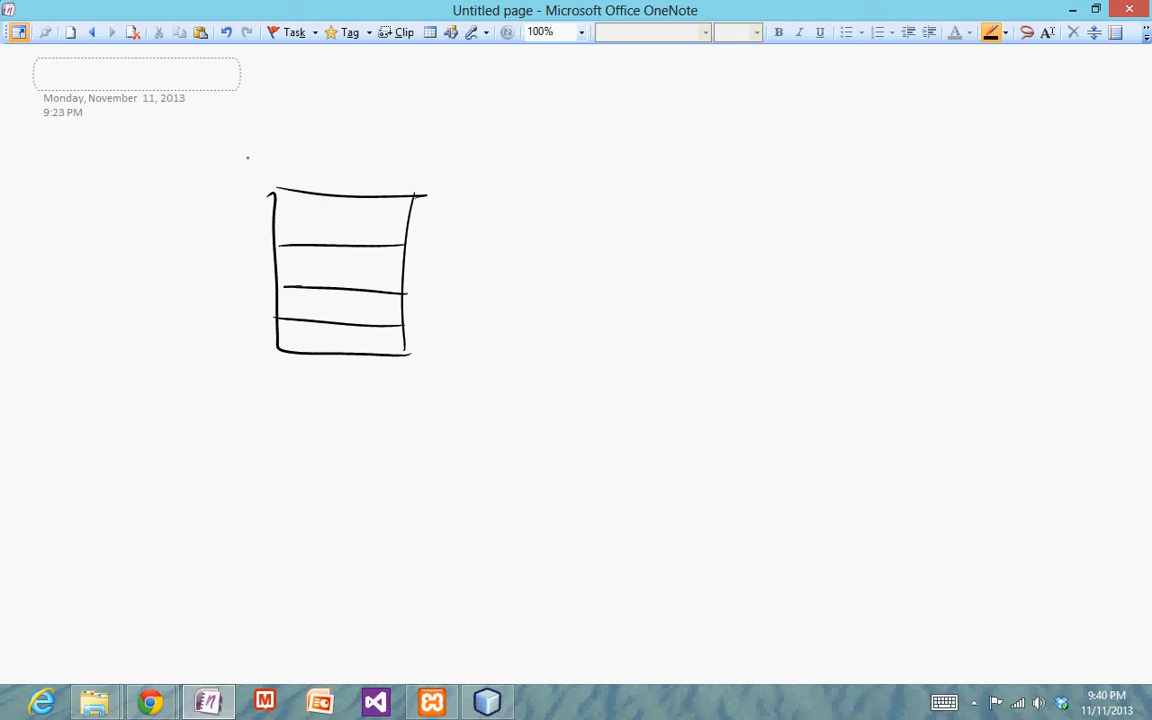 Untitled page - Microsoft Office OneNote
Task Tag Clip 100% B I U A A
Monday, November 11, 2013
9:23 PM
9:40 PM
11/11/2013